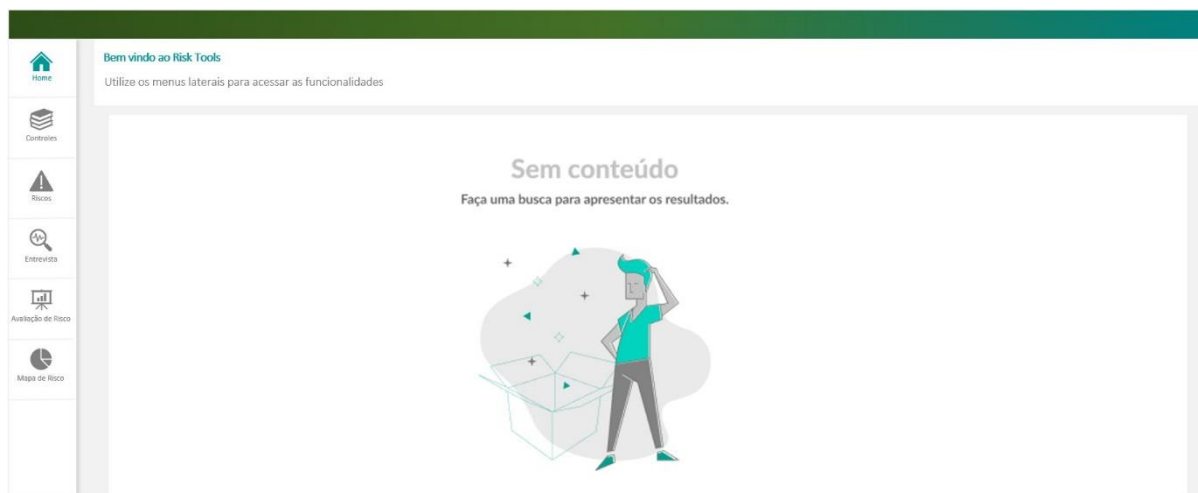 Bem vindo ao Risk Tools
Utilize os menus laterais para acessar as funcionalidades
Home
Controles
Riscos
Entrevista
Avaliação de Risco
Mapa de Risco
Sem conteúdo
Faça uma busca para apresentar os resultados.